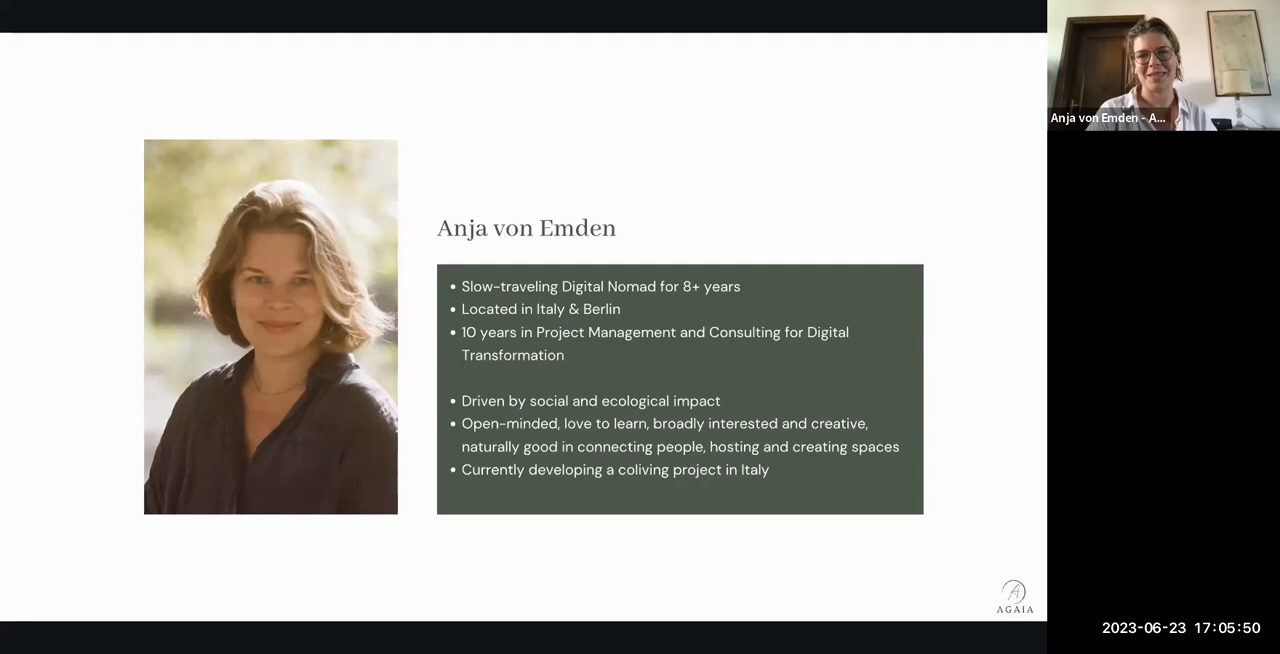 Anja von Emden - A...
Anja von Emden
• Slow-traveling Digital Nomad for 8+ years
• Located in Italy & Berlin
• 10 years in Project Management and Consulting for Digital
Transformation
• Driven by social and ecological impact
• Open-minded, love to learn, broadly interested and creative,
naturally good in connecting people, hosting and creating spaces
• Currently developing a coliving project in Italy
A
AGAIA
2023-06-23 17:05:50